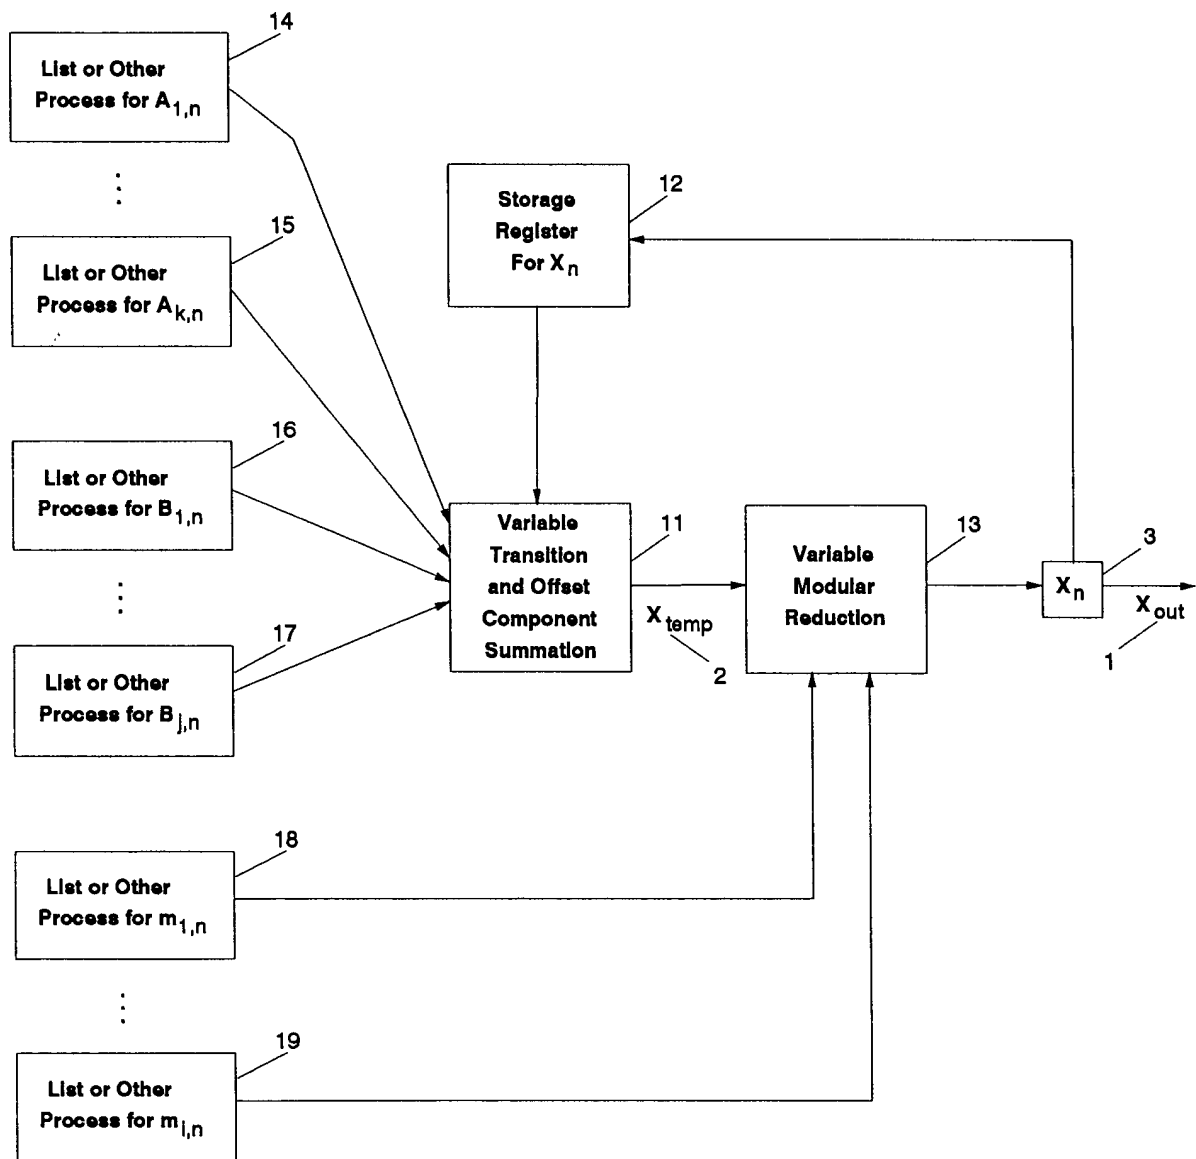 14
List or Other
Process for A1,n
15
List or Other
Process for Ak,n
12
Storage
Register
For Xn
16
List or Other
Process for B1,n
17
List or Other
Process for Bj,n
11
Variable
Transition
and Offset
Component
Summation
Xtemp
2
13
Variable
Modular
Reduction
3
Xn
Xout
1
18
List or Other
Process for m1,n
19
List or Other
Process for mi,n